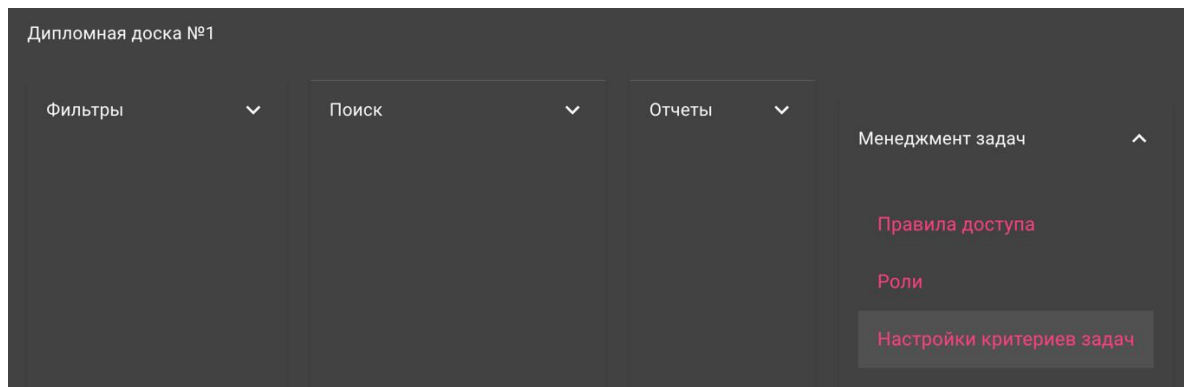 Дипломная доска №1
Фильтры
Поиск
Отчеты
Менеджмент задач
Правила доступа
Роли
Настройки критериев задач